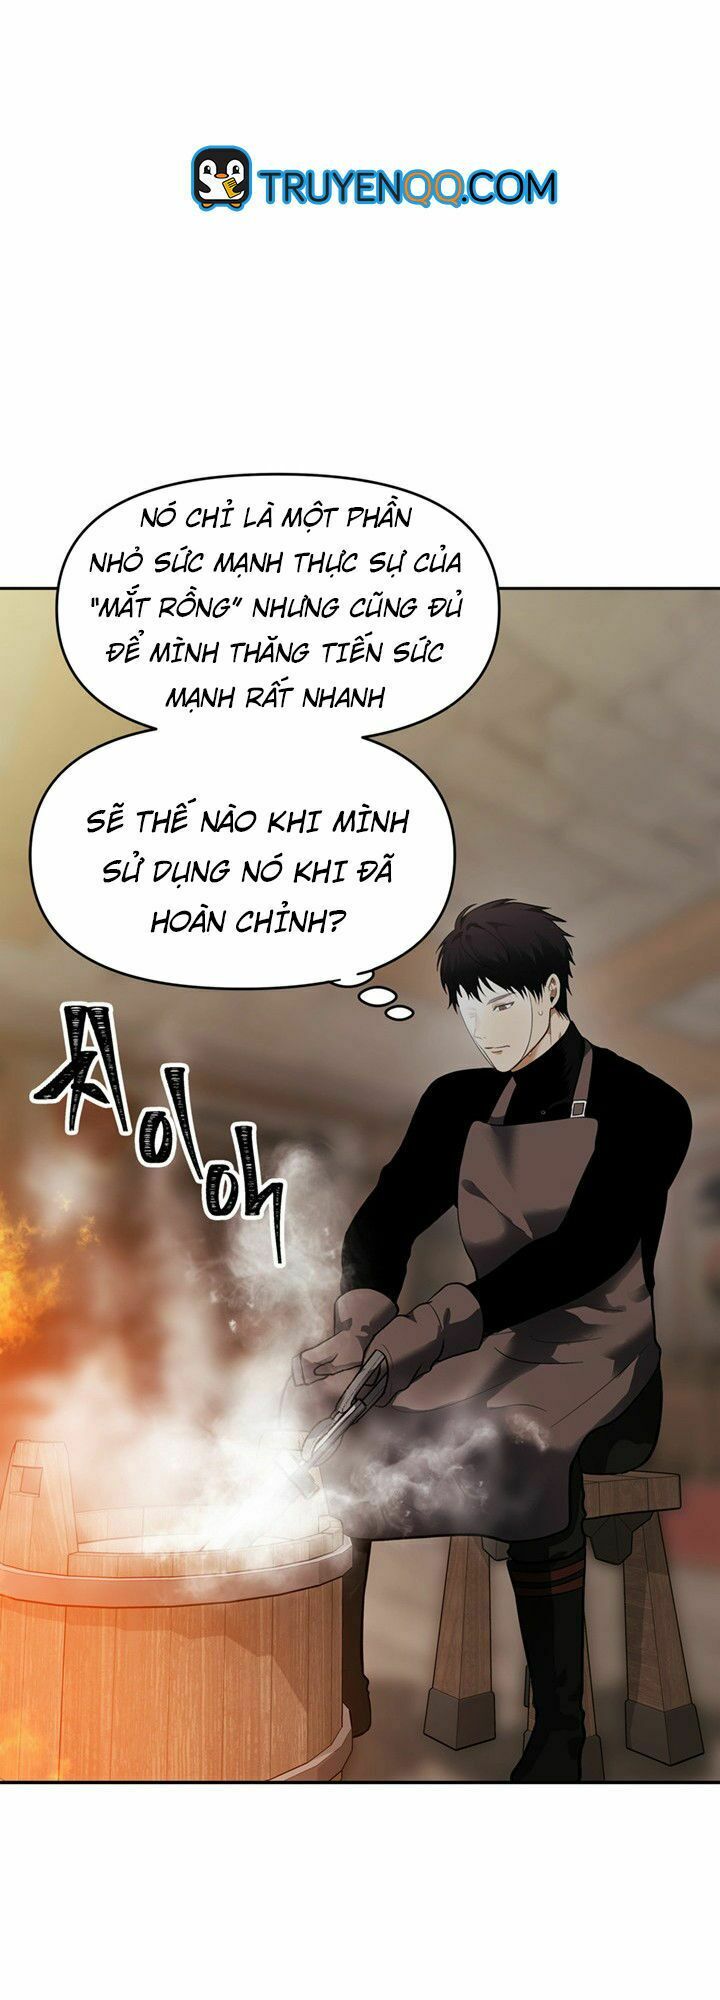 TRUYENQQ.COM
NÓ CHỈ LÀ MỘT PHẦN
NHỎ SỨC MẠNH THỰC SỰ CỦA
"MẮT RỒNG" NHƯNG CŨNG ĐỦ
ĐỂ MÌNH THĂNG TIẾN SỨC
MẠNH RẤT NHANH
SẼ THẾ NÀO KHI MÌNH
SỬ DỤNG NÓ KHI ĐÃ
HOÀN CHỈNH?